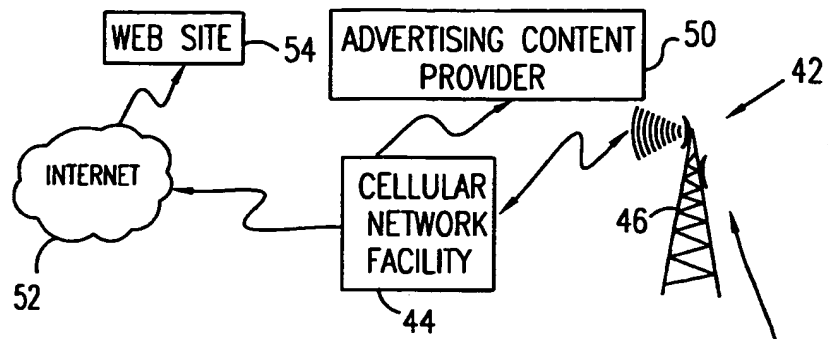 WEB SITE
54
ADVERTISING CONTENT
PROVIDER
50
42
INTERNET
CELLULAR
NETWORK
FACILITY
46
52
44